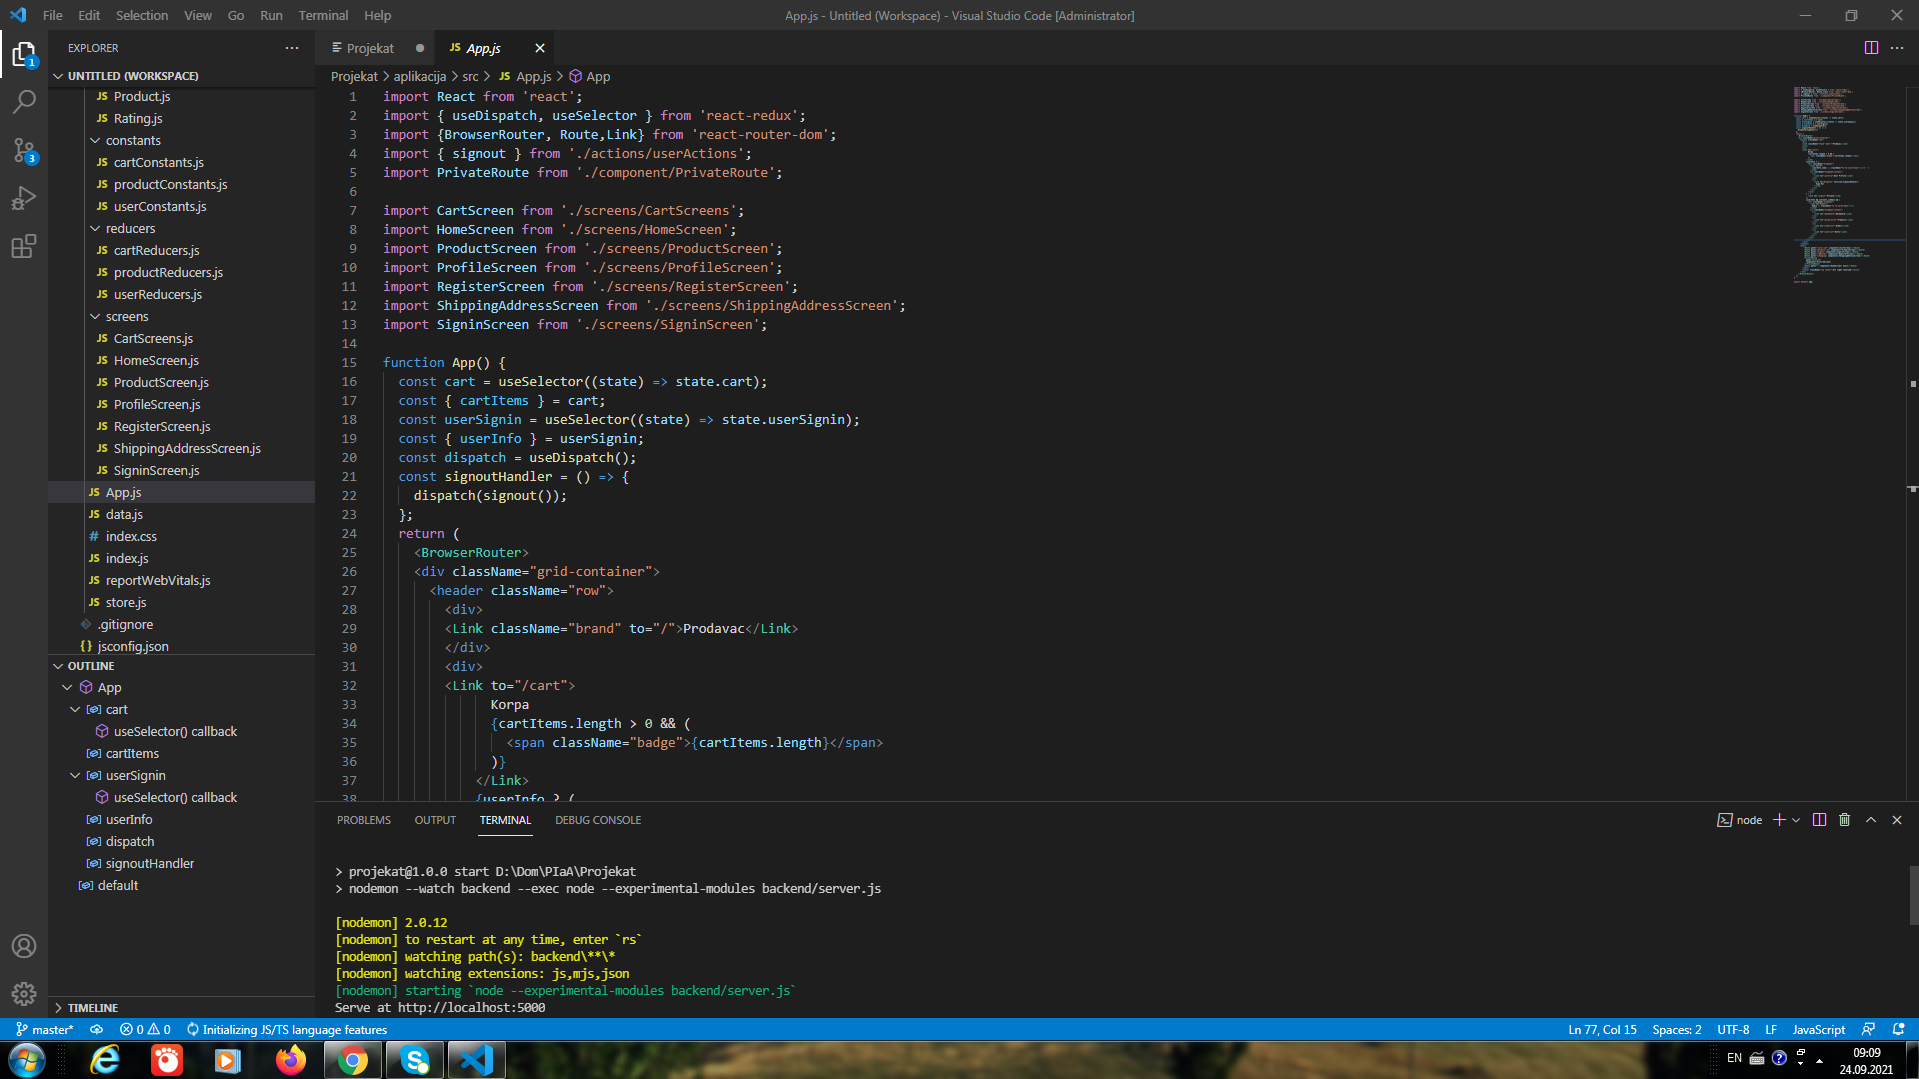 File Edit Selection View Go Run Terminal Help
App.js - Untitled (Workspace) - Visual Studio Code [Administrator]
EXPLORER
Projekat
JS App.js
UNTITLED (WORKSPACE)
Projekat > aplikacija > src > JS App.js > App
JS Product.js
JS Rating.js
constants
JS cartConstants.js
JS productConstants.js
JS userConstants.js
reducers
JS cartReducers.js
JS productReducers.js
JS userReducers.js
screens
JS CartScreens.js
JS HomeScreen.js
JS ProductScreen.js
JS ProfileScreen.js
JS RegisterScreen.js
JS ShippingAddressScreen.js
JS SigninScreen.js
JS App.js
JS data.js
# index.css
JS index.js
JS reportWebVitals.js
JS store.js
.gitignore
{} jsconfig.json
OUTLINE
App
cart
useSelector() callback
cartItems
userSignin
useSelector() callback
userInfo
dispatch
signoutHandler
default
TIMELINE
1
3
1 import React from 'react';
2 import { useDispatch, useSelector } from 'react-redux';
3 import {BrowserRouter, Route,Link} from 'react-router-dom';
4 import { signout } from './actions/userActions';
5 import PrivateRoute from './component/PrivateRoute';
6
7 import CartScreen from './screens/CartScreens';
8 import HomeScreen from './screens/HomeScreen';
9 import ProductScreen from './screens/ProductScreen';
10 import ProfileScreen from './screens/ProfileScreen';
11 import RegisterScreen from './screens/RegisterScreen';
12 import ShippingAddressScreen from './screens/ShippingAddressScreen';
13 import SigninScreen from './screens/SigninScreen';
14
15 function App() {
16 const cart = useSelector((state) => state.cart);
17 const { cartItems } = cart;
18 const userSignin = useSelector((state) => state.userSignin);
19 const { userInfo } = userSignin;
20 const dispatch = useDispatch();
21 const signoutHandler = () => {
22 dispatch(signout());
23 };
24 return (
25 <BrowserRouter>
26 <div className="grid-container">
27 <header className="row">
28 <div>
29 <Link className="brand" to="/">Prodavac</Link>
30 </div>
31 <div>
32 <Link to="/cart">
33 Korpa
34 {cartItems.length > 0 && (
35 <span className="badge">{cartItems.length}</span>
36 )}
37 </Link>
38 {userInfo ? (
PROBLEMS OUTPUT TERMINAL DEBUG CONSOLE
node
> projekat@1.0.0 start D:\Dom\PIaA\Projekat
> nodemon --watch backend --exec node --experimental-modules backend/server.js
[nodemon] 2.0.12
[nodemon] to restart at any time, enter `rs`
[nodemon] watching path(s): backend\**\*
[nodemon] watching extensions: js,mjs,json
[nodemon] starting `node --experimental-modules backend/server.js`
Serve at http://localhost:5000
master* 0 0 Initializing JS/TS language features
Ln 77, Col 15 Spaces: 2 UTF-8 LF JavaScript
EN
09:09
24.09.2021